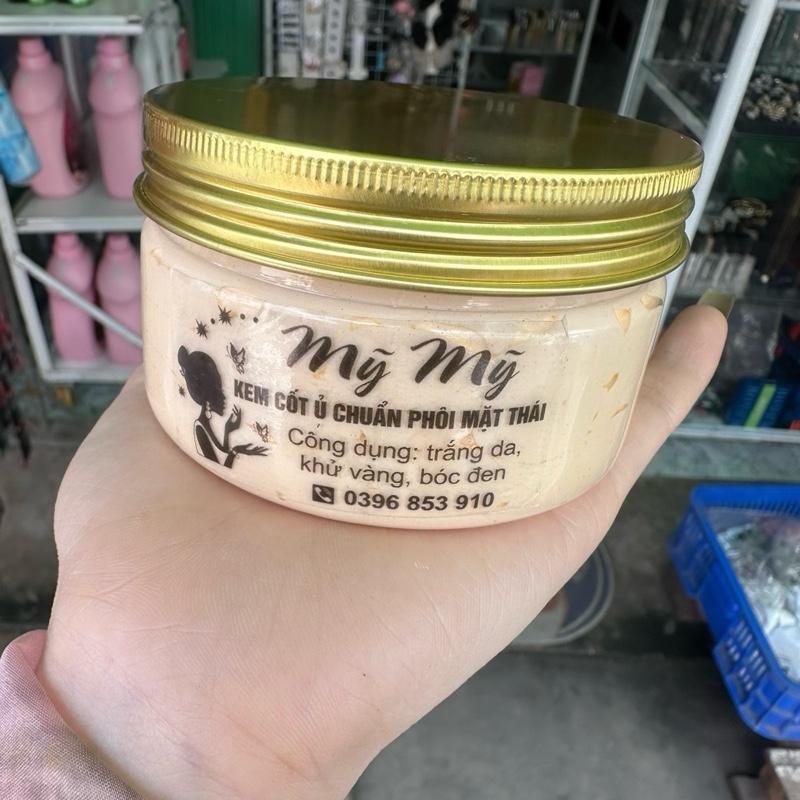 Mỹ Mỹ
KEM CỐT Ủ CHUẨN PHÔI MẶT THÁI
Công dụng: trắng da,
khử vàng, bóc đen
0396 853 910